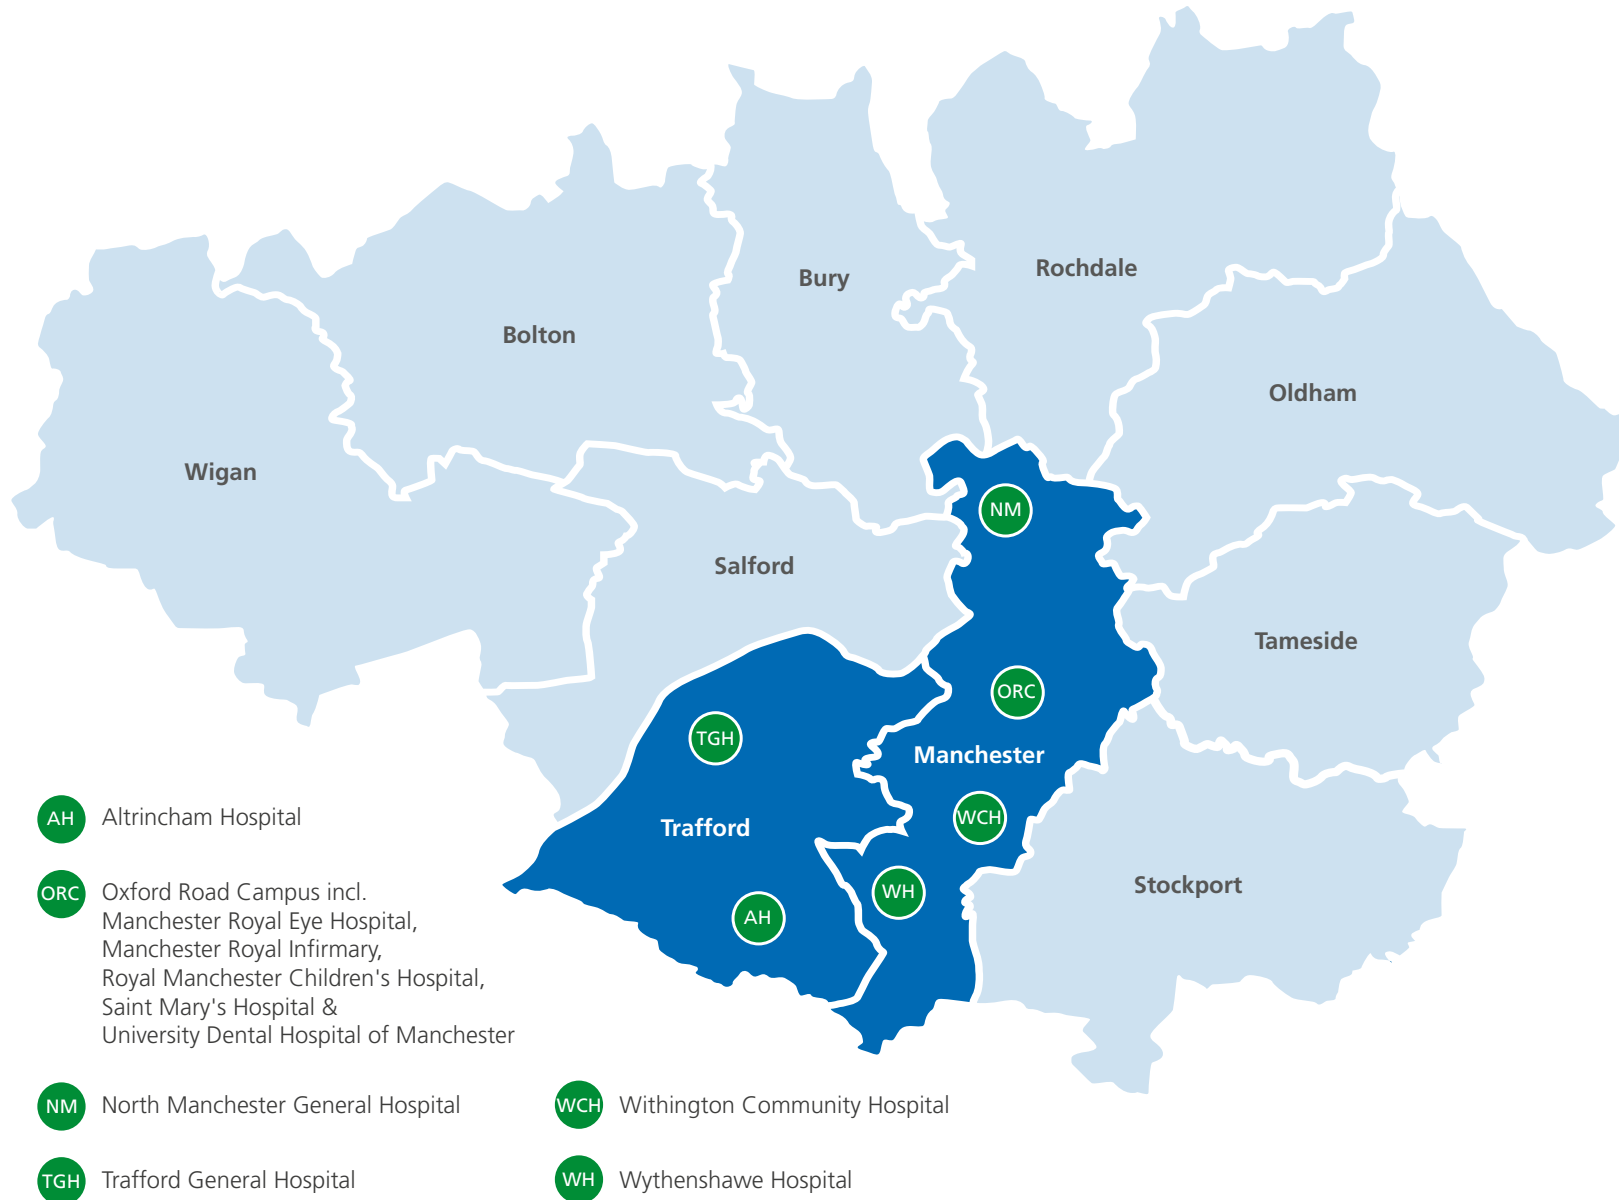 Bury
Rochdale
Bolton
Oldham
Wigan
NM
Salford
Tameside
ORC
TGH
Manchester
WCH
Trafford
Stockport
WH
AH
AH Altrincham Hospital
ORC Oxford Road Campus incl.
Manchester Royal Eye Hospital,
Manchester Royal Infirmary,
Royal Manchester Children's Hospital,
Saint Mary's Hospital &
University Dental Hospital of Manchester
NM North Manchester General Hospital
WCH Withington Community Hospital
TGH Trafford General Hospital
WH Wythenshawe Hospital